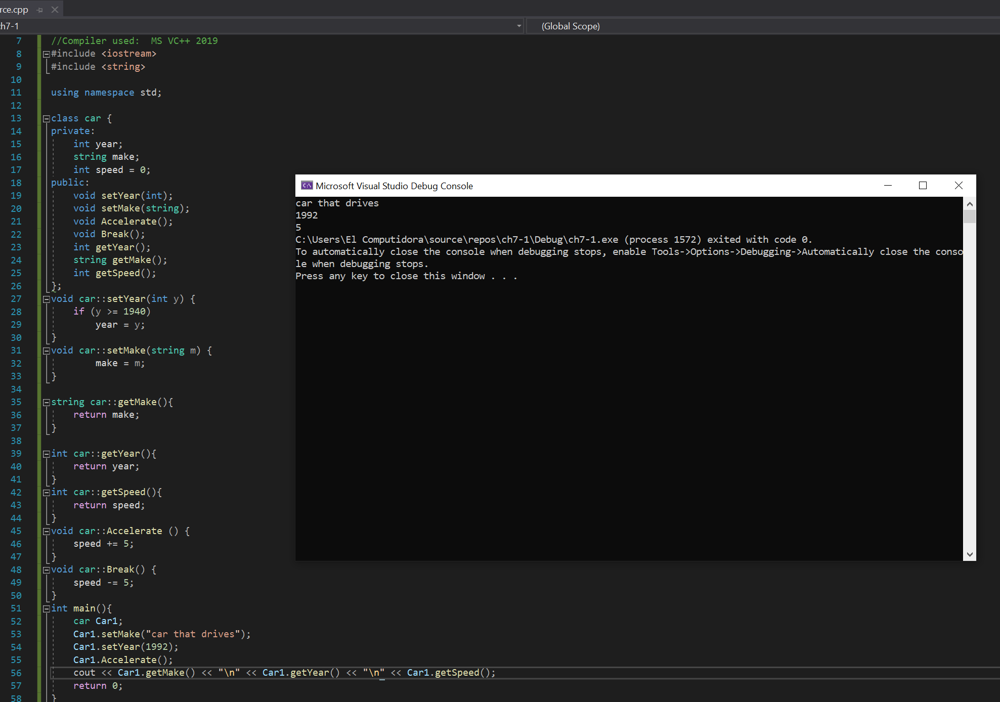 rce.cpp
ch7-1
(Global Scope)
7 //Compiler used:  MS VC++ 2019
8 #include <iostream>
9 #include <string>
10
11 using namespace std;
12
13 class car {
14 private:
15     int year;
16     string make;
17     int speed = 0;
18 public:
19     void setYear(int);
20     void setMake(string);
21     void Accelerate();
22     void Break();
23     int getYear();
24     string getMake();
25     int getSpeed();
26 };
27 void car::setYear(int y) {
28     if (y >= 1940)
29         year = y;
30 }
31 void car::setMake(string m) {
32         make = m;
33 }
34
35 string car::getMake(){
36     return make;
37 }
38
39 int car::getYear(){
40     return year;
41 }
42 int car::getSpeed(){
43     return speed;
44 }
45 void car::Accelerate () {
46     speed += 5;
47 }
48 void car::Break() {
49     speed -= 5;
50 }
51 int main(){
52     car Car1;
53     Car1.setMake("car that drives");
54     Car1.setYear(1992);
55     Car1.Accelerate();
56     cout << Car1.getMake() << "\n" << Car1.getYear() << "\n" << Car1.getSpeed();
57     return 0;
58 }
Microsoft Visual Studio Debug Console
car that drives
1992
5
C:\Users\El Computidora\source\repos\ch7-1\Debug\ch7-1.exe (process 1572) exited with code 0.
To automatically close the console when debugging stops, enable Tools->Options->Debugging->Automatically close the conso
le when debugging stops.
Press any key to close this window . . .